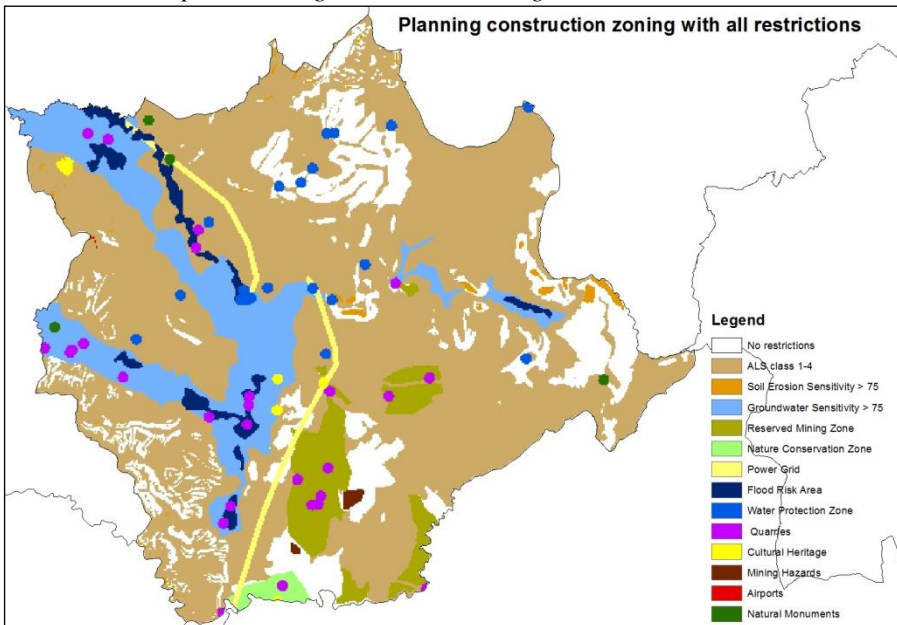 Planning construction zoning with all restrictions
Legend
No restrictions
ALS class 1-4
Soil Erosion Sensitivity > 75
Groundwater Sensitivity > 75
Reserved Mining Zone
Nature Conservation Zone
Power Grid
Flood Risk Area
Water Protection Zone
Quarries
Cultural Heritage
Mining Hazards
Airports
Natural Monuments